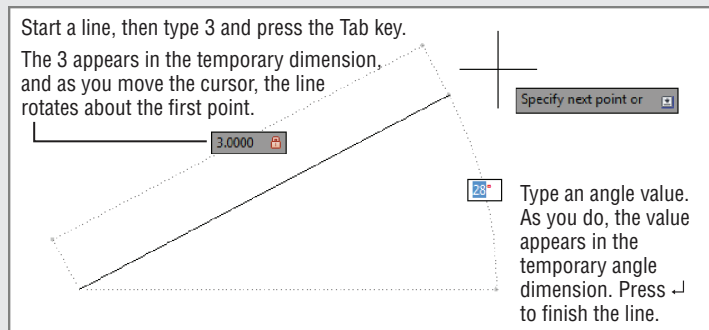 Start a line, then type 3 and press the Tab key.
The 3 appears in the temporary dimension,
and as you move the cursor, the line
rotates about the first point.
3.0000
Specify next point or
28°
Type an angle value.
As you do, the value
appears in the
temporary angle
dimension. Press ↵
to finish the line.